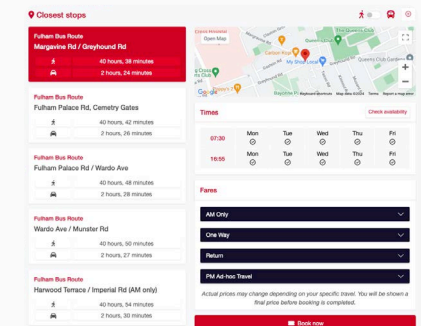 Closest stops
Fulham Bus Route
Margavine Rd / Greyhound Rd
40 hours, 38 minutes
2 hours, 24 minutes
Fulham Bus Route
Fulham Palace Rd, Cemetry Gates
40 hours, 42 minutes
2 hours, 26 minutes
Fulham Bus Route
Fulham Palace Rd / Wardo Ave
40 hours, 48 minutes
2 hours, 28 minutes
Fulham Bus Route
Wardo Ave / Munster Rd
40 hours, 50 minutes
2 hours, 27 minutes
Fulham Bus Route
Harwood Terrace / Imperial Rd (AM only)
40 hours, 54 minutes
2 hours, 30 minutes
Open Map
The Queens Club
My Shop Local
Google
Keyboard shortcuts Map data ©2024 Terms Report a map error
Times
Check availability
Mon Tue Wed Thu Fri
07:30
Mon Tue Wed Thu Fri
16:55
Fares
AM Only
One Way
Return
PM Ad-hoc Travel
Actual prices may change depending on your specific travel. You will be shown a
final price before booking is completed.
Book now